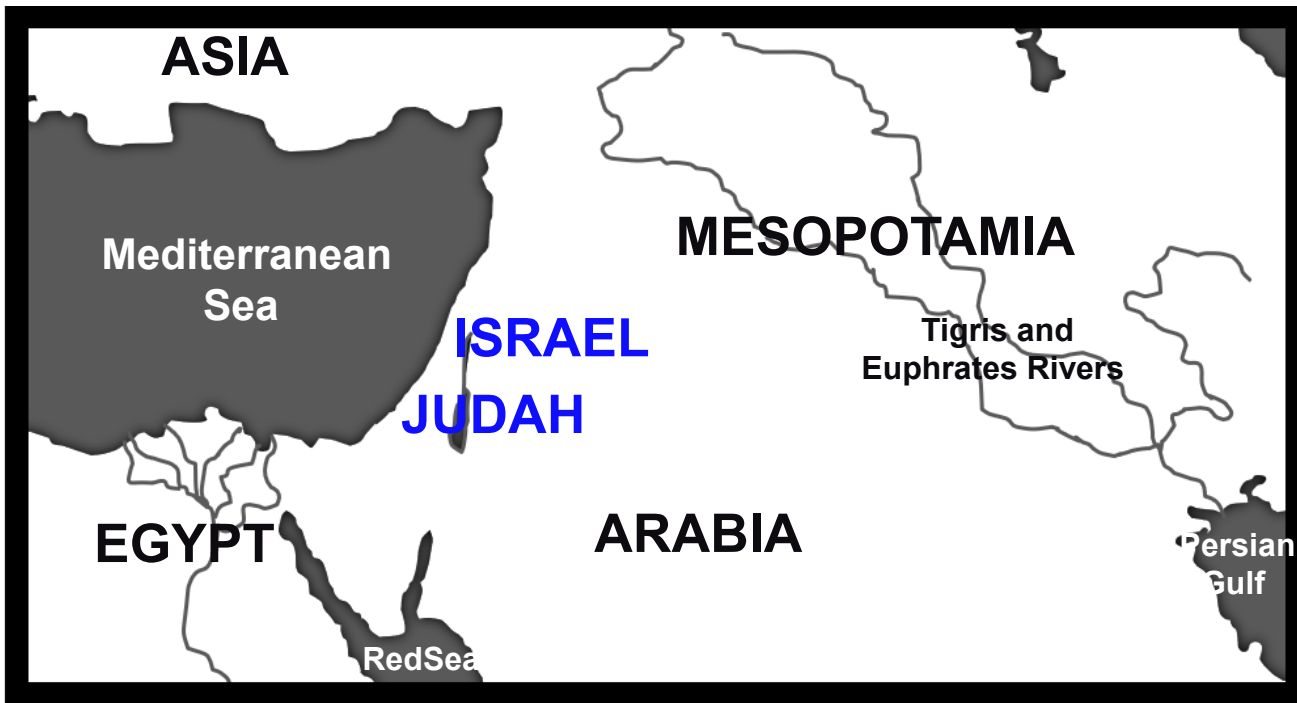 ASIA
Mediterranean
Sea
MESOPOTAMIA
ISRAEL
Tigris and
Euphrates Rivers
JUDAH
EGYPT
ARABIA
Persian
Gulf
RedSea